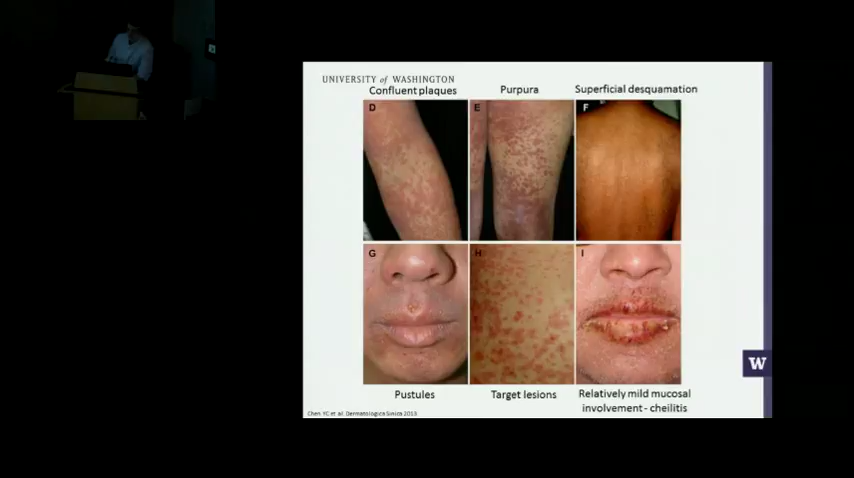 UNIVERSITY of WASHINGTON
Confluent plaques
Purpura
Superficial desquamation
D
E
F
G
H
I
Pustules
Target lesions
Relatively mild mucosal
involvement - cheilitis
W
Chen YC et al. Dermatologica Sinica 2013